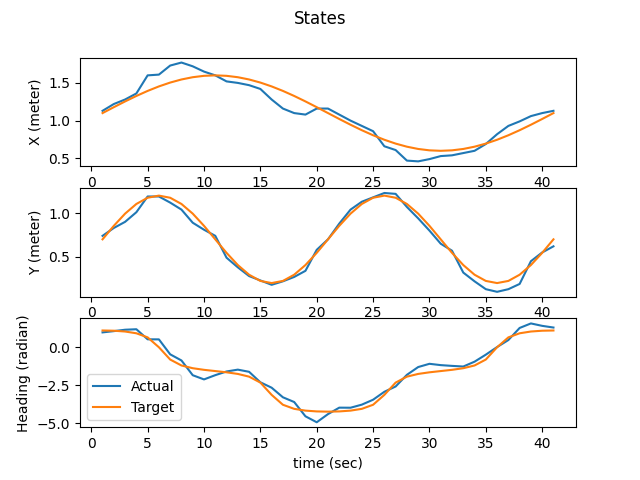 States
X (meter)
1.5
1.0
0.5
0 5 10 15 20 25 30 35 40
Y (meter)
1.0
0.5
0 5 10 15 20 25 30 35 40
Heading (radian)
0.0
−2.5
−5.0
Actual
Target
0 5 10 15 20 25 30 35 40
time (sec)